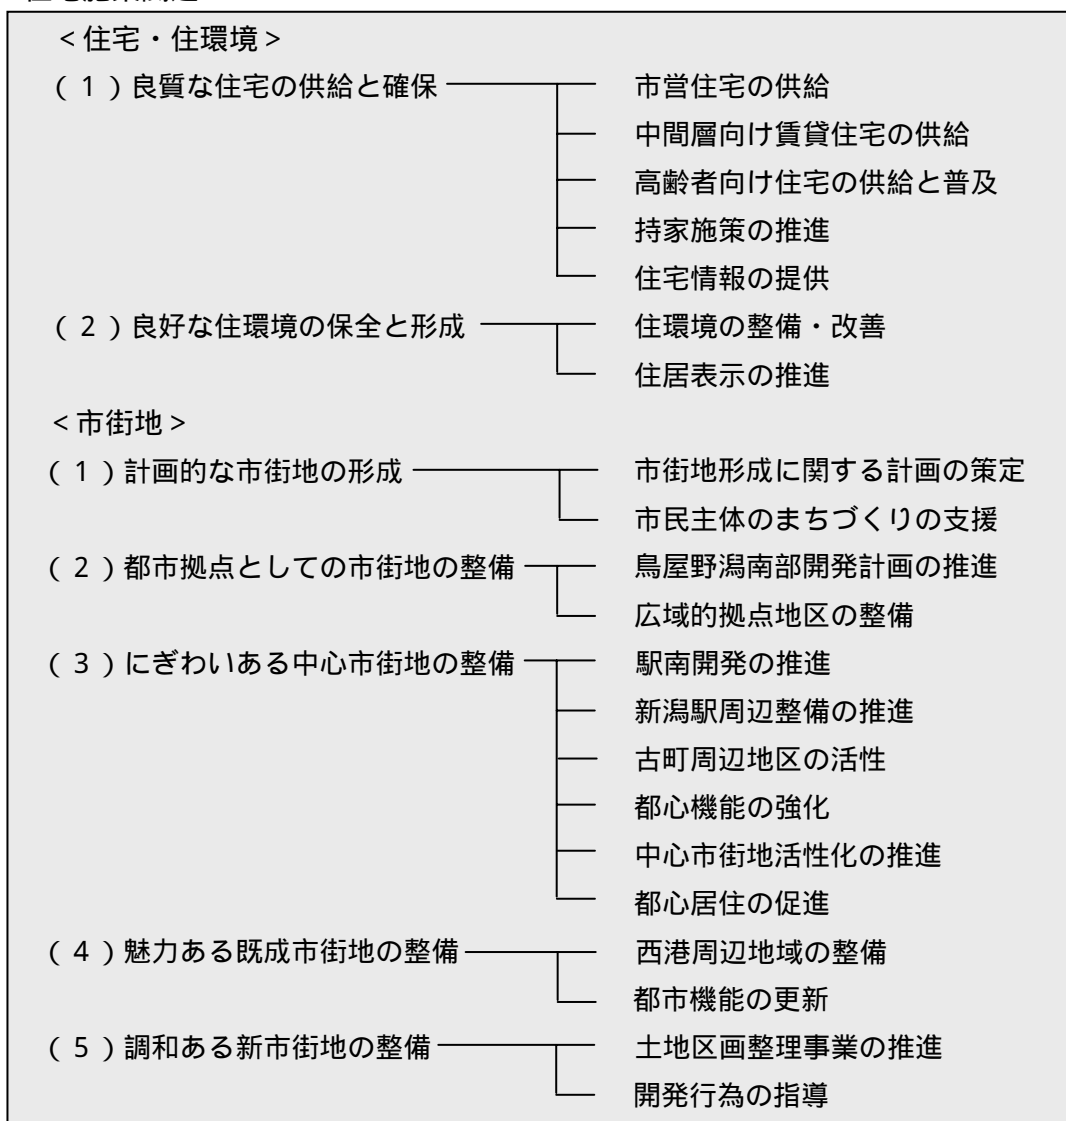 ＜住宅・住環境＞
（１）良質な住宅の供給と確保 市営住宅の供給
中間層向け賃貸住宅の供給
高齢者向け住宅の供給と普及
持家施策の推進
住宅情報の提供
（２）良好な住環境の保全と形成 住環境の整備・改善
住居表示の推進
＜市街地＞
（１）計画的な市街地の形成 市街地形成に関する計画の策定
市民主体のまちづくりの支援
（２）都市拠点としての市街地の整備 鳥屋野潟南部開発計画の推進
広域的拠点地区の整備
（３）にぎわいある中心市街地の整備 駅南開発の推進
新潟駅周辺整備の推進
古町周辺地区の活性
都心機能の強化
中心市街地活性化の推進
都心居住の促進
（４）魅力ある既成市街地の整備 西港周辺地域の整備
都市機能の更新
（５）調和ある新市街地の整備 土地区画整理事業の推進
開発行為の指導